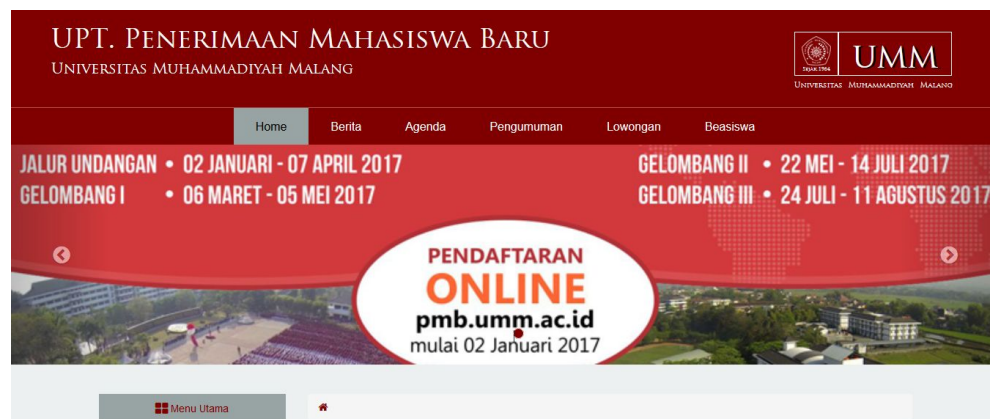 UPT. PENERIMAAN MAHASISWA BARU
UNIVERSITAS MUHAMMADIYAH MALANG
SEJAK 1964
UMM
UNIVERSITAS MUHAMMADIYAH MALANG
Home Berita Agenda Pengumuman Lowongan Beasiswa
JALUR UNDANGAN • 02 JANUARI - 07 APRIL 2017
GELOMBANG I • 06 MARET - 05 MEI 2017
GELOMBANG II • 22 MEI - 14 JULI 2017
GELOMBANG III • 24 JULI - 11 AGUSTUS 2017
PENDAFTARAN
ONLINE
pmb.umm.ac.id
mulai 02 Januari 2017
Menu Utama